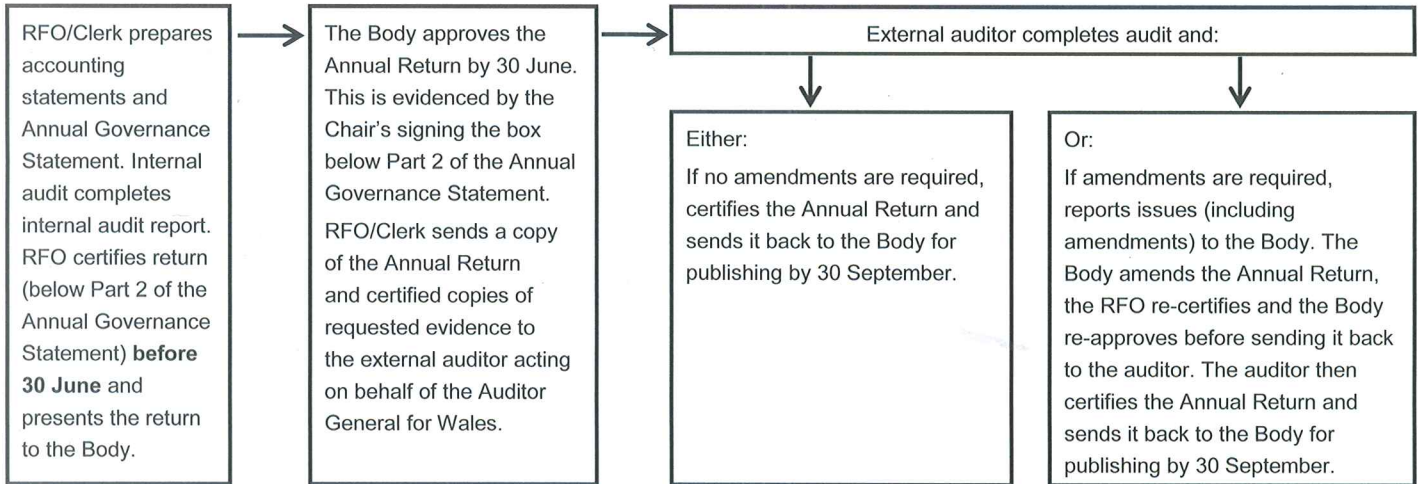 RFO/Clerk prepares
accounting
statements and
Annual Governance
Statement. Internal
audit completes
internal audit report.
RFO certifies return
(below Part 2 of the
Annual Governance
Statement) before
30 June and
presents the return
to the Body.
The Body approves the
Annual Return by 30 June.
This is evidenced by the
Chair's signing the box
below Part 2 of the Annual
Governance Statement.
RFO/Clerk sends a copy
of the Annual Return
and certified copies of
requested evidence to
the external auditor acting
on behalf of the Auditor
General for Wales.
External auditor completes audit and:
Either:
If no amendments are required,
certifies the Annual Return and
sends it back to the Body for
publishing by 30 September.
Or:
If amendments are required,
reports issues (including
amendments) to the Body. The
Body amends the Annual Return,
the RFO re-certifies and the Body
re-approves before sending it back
to the auditor. The auditor then
certifies the Annual Return and
sends it back to the Body for
publishing by 30 September.